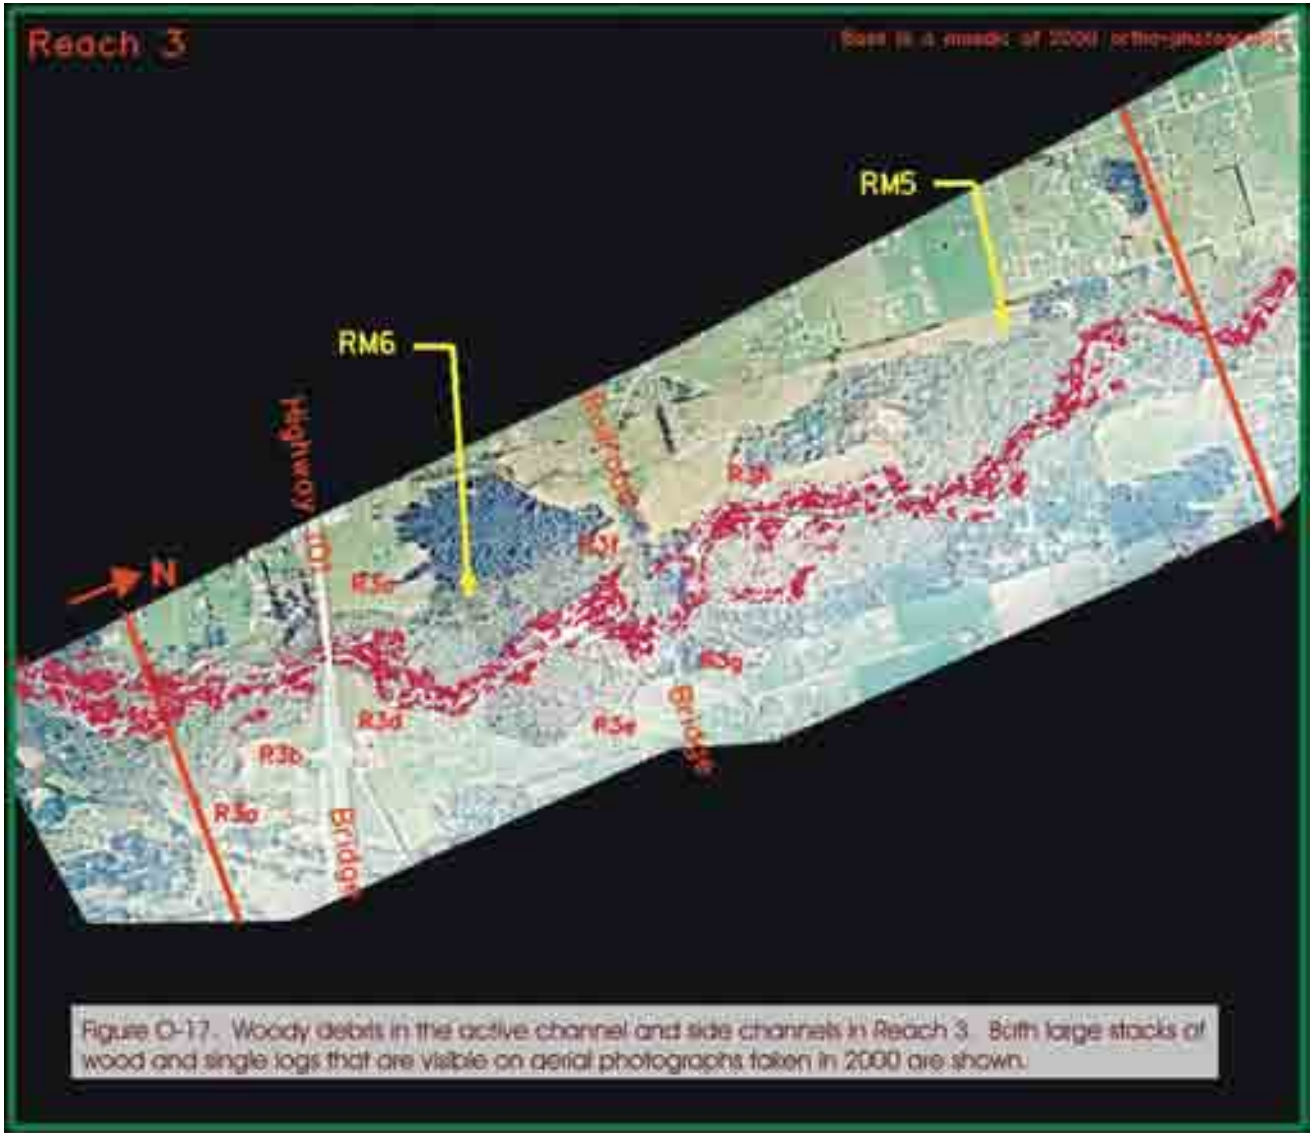 Reach 3
Base is a mosaic of 2000 ortho-photographs
RM5
RM6
Highway 101
Railroad
R3h
R3f
R3c
N
R3g
R3d
R3e
R3b
Bridge
R3a
Bridge
Figure O-17. Woody debris in the active channel and side channels in Reach 3. Both large stacks of
wood and single logs that are visible on aerial photographs taken in 2000 are shown.